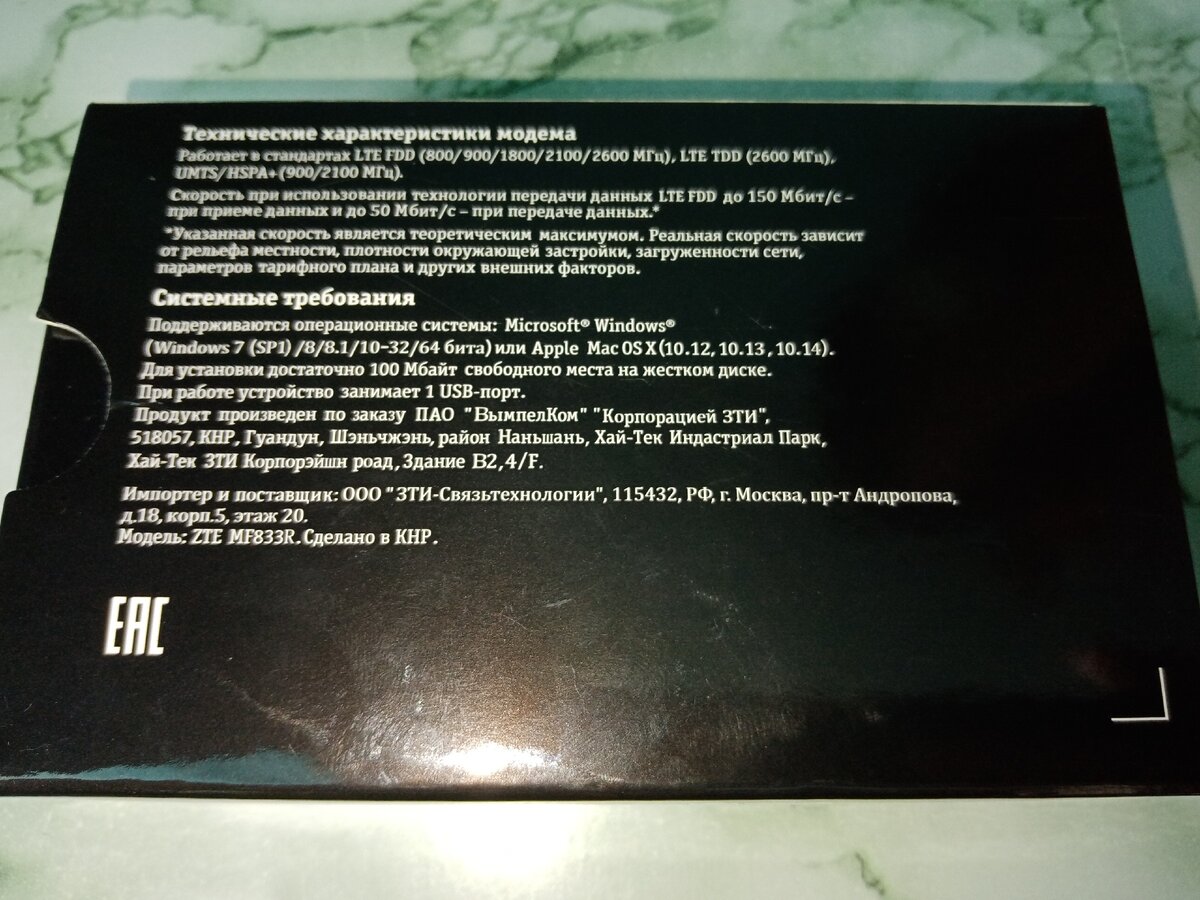 Технические характеристики модема
Работает в стандартах LTE FDD (800/900/1800/2100/2600 МГц), LTE TDD (2600 МГц),
UMTS/HSPA+ (900/2100 МГц).
Скорость при использовании технологии передачи данных LTE FDD до 150 Мбит/с –
при приеме данных и до 50 Мбит/с – при передаче данных.*
*Указанная скорость является теоретическим максимумом. Реальная скорость зависит
от рельефа местности, плотности окружающей застройки, загруженности сети,
параметров тарифного плана и других внешних факторов.
Системные требования
Поддерживаются операционные системы: Microsoft® Windows®
(Windows 7 (SP1) /8/8.1/10-32/64 бита) или Apple Mac OS X (10.12, 10.13, 10.14).
Для установки достаточно 100 Мбайт свободного места на жестком диске.
При работе устройство занимает 1 USB-порт.
Продукт произведен по заказу ПАО "ВымпелКом" "Корпорацией ЗТИ",
518057, КНР, Гуандун, Шэньчжэнь, район Наньшань, Хай-Тек Индастриал Парк,
Хай-Тек ЗТИ Корпорэйшн роад, Здание B2,4/F.
Импортер и поставщик: ООО "ЗТИ-Связьтехнологии", 115432, РФ, г. Москва, пр-т Андропова,
д.18, корп.5, этаж 20.
Модель: ZTE MF833R. Сделано в КНР.
EAC